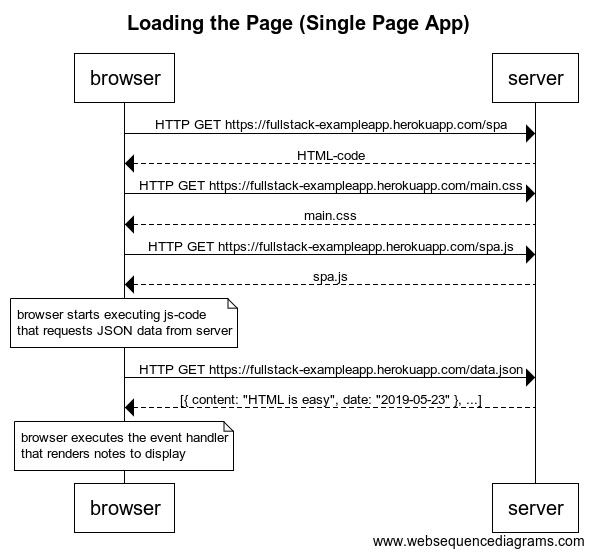 Loading the Page (Single Page App)
browser
server
HTTP GET https://fullstack-exampleapp.herokuapp.com/spa
HTML-code
HTTP GET https://fullstack-exampleapp.herokuapp.com/main.css
main.css
HTTP GET https://fullstack-exampleapp.herokuapp.com/spa.js
spa.js
browser starts executing js-code
that requests JSON data from server
HTTP GET https://fullstack-exampleapp.herokuapp.com/data.json
[{ content: "HTML is easy", date: "2019-05-23" }, ...]
browser executes the event handler
that renders notes to display
browser
server
www.websequencediagrams.com